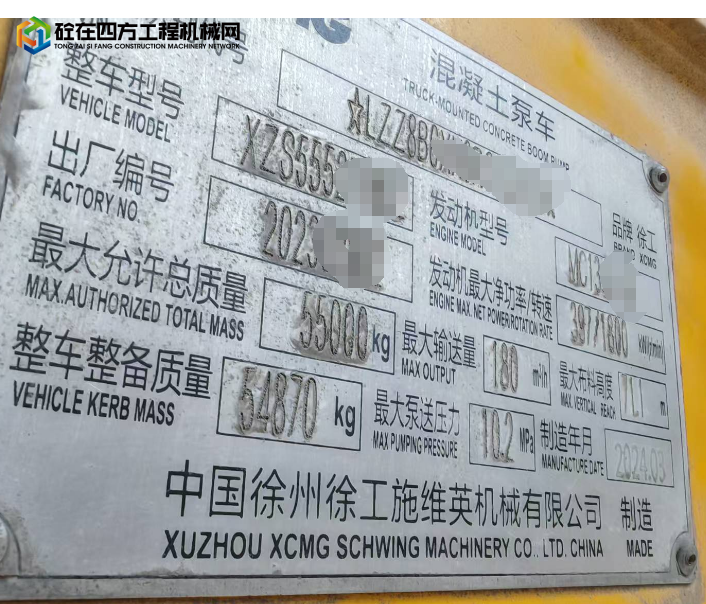 砼在四方工程机械网
TONG ZAI SI FANG CONSTRUCTION MACHINERY NETWORK
混凝土泵车
TRUCK-MOUNTED CONCRETE BOOM PUMP
号
☆LZZ8B
整车型号
VEHICLE MODEL
XZS555
品牌 徐工
BRAND XCMG
出厂编号
FACTORY NO
202
发动机型号
ENGINE MODEL
MC13
最大允许总质量
MAX.AUTHORIZED TOTAL MASS
55000 kg
发动机最大净功率/转速
ENGINE MAX. NET POWER/ROTATION RATE
397/1800 kW/(r/min)
整车整备质量
VEHICLE KERB MASS
54870 kg
最大输送量
MAX OUTPUT
180 m³/h
最大布料高度
MAX. VERTICAL REACH
m
最大泵送压力
MAX PUMPING PRESSURE
10.2 MPa
制造年月
MANUFACTURE DATE
2024.03
中国徐州徐工施维英机械有限公司 制造
XUZHOU XCMG SCHWING MACHINERY CO., LTD. CHINA MADE